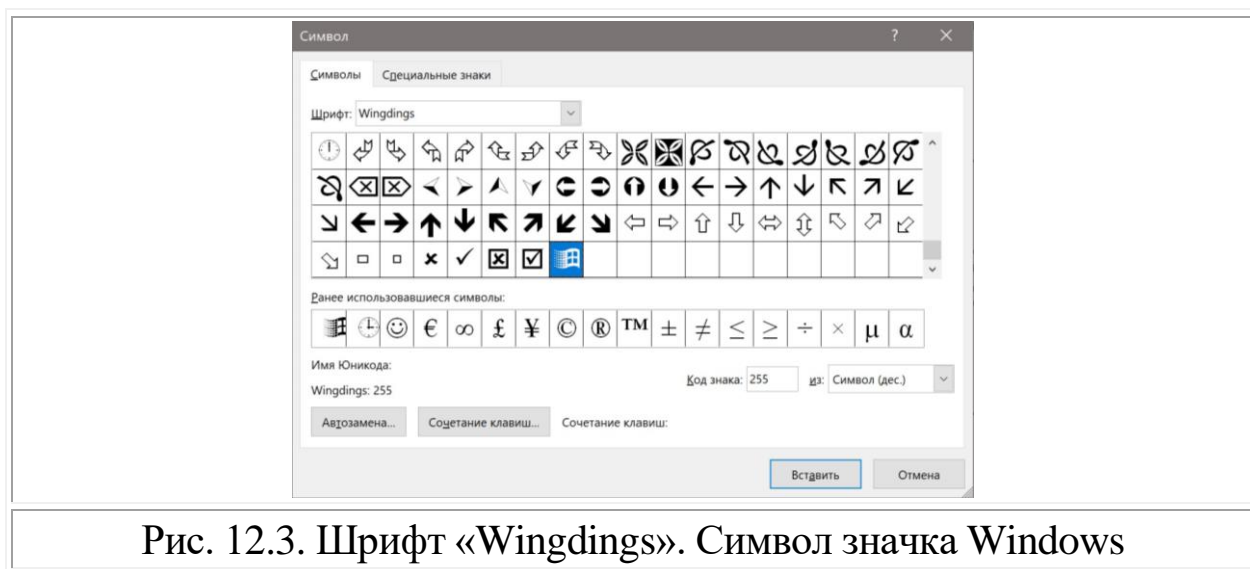 Символ ? ×
Символы Специальные знаки
Шрифт: Wingdings
Ранее использовавшиеся символы:
€ ∞ £ ¥ © ® ™ ± ≠ ≤ ≥ ÷ × µ α
Имя Юникода:
Wingdings: 255
Код знака: 255 из: Символ (дес.)
Автозамена... Сочетание клавиш... Сочетание клавиш:
Вставить Отмена
Рис. 12.3. Шрифт «Wingdings». Символ значка Windows